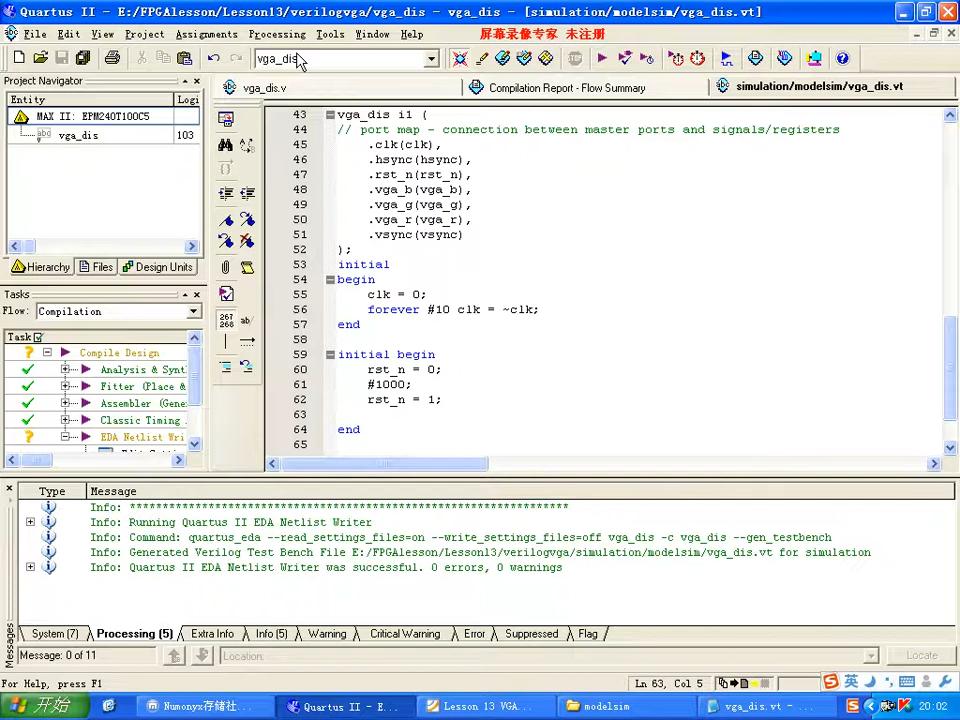 Quartus II - E:/FPGAlesson/Lesson13/verilogvga/vga_dis - vga_dis - [simulation/modelsim/vga_dis.vt]
File Edit View Project Assignments Processing Tools Window Help 屏幕录像专家 未注册
vga_dis
Project Navigator
vga_dis.v
Compilation Report - Flow Summary
simulation/modelsim/vga_dis.vt
Entity Logi
MAX II: EPM240T100C5
vga_dis 103
Hierarchy Files Design Units
Tasks
Flow: Compilation
Task
Compile Design
Analysis & Synt
Fitter (Place &
Assembler (Gene
Classic Timing
EDA Netlist Wri
43 vga_dis i1 (
44 // port map - connection between master ports and signals/registers
45 .clk(clk),
46 .hsync(hsync),
47 .rst_n(rst_n),
48 .vga_b(vga_b),
49 .vga_g(vga_g),
50 .vga_r(vga_r),
51 .vsync(vsync)
52 );
53 initial
54 begin
55 clk = 0;
56 forever #10 clk = ~clk;
57 end
58
59 initial begin
60 rst_n = 0;
61 #1000;
62 rst_n = 1;
63
64 end
65
Type Message
Info: *******************************************************************
Info: Running Quartus II EDA Netlist Writer
Info: Command: quartus_eda --read_settings_files=on --write_settings_files=off vga_dis -c vga_dis --gen_testbench
Info: Generated Verilog Test Bench File E:/FPGAlesson/Lesson13/verilogvga/simulation/modelsim/vga_dis.vt for simulation
Info: Quartus II EDA Netlist Writer was successful. 0 errors, 0 warnings
System (7) Processing (5) Extra Info Info (5) Warning Critical Warning Error Suppressed Flag
Messages
Message: 0 of 11 Location: Locate
For Help, press F1 Ln 63, Col 5 英
开始 Numonyx存储社... Quartus II - E... Lesson 13 VGA... modelsim vga_dis.vt - ... 20:02